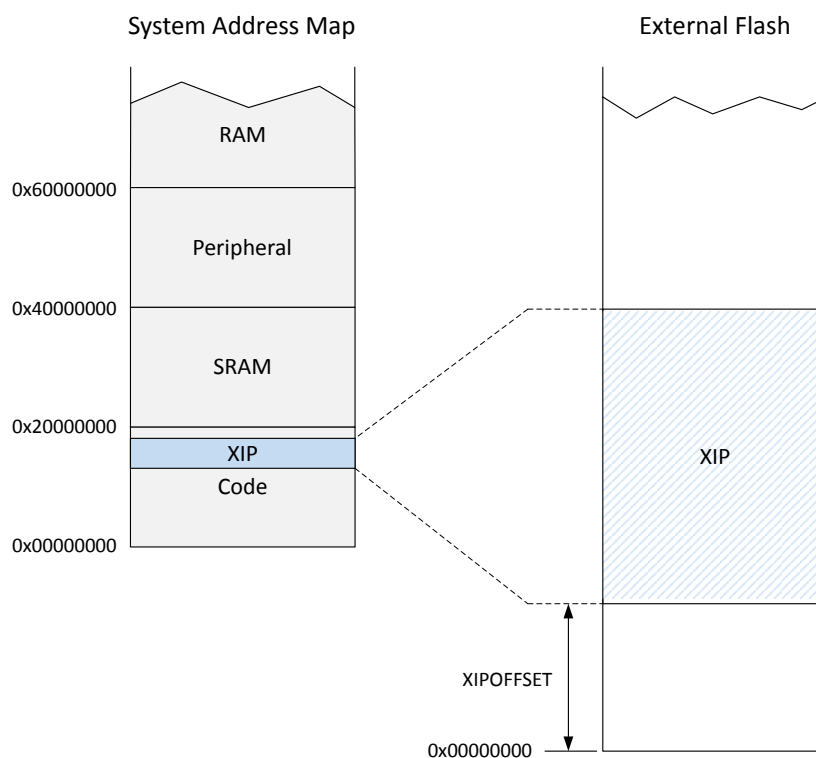 System Address Map
External Flash
RAM
0x60000000
Peripheral
0x40000000
SRAM
0x20000000
XIP
XIP
Code
0x00000000
XIPOFFSET
0x00000000